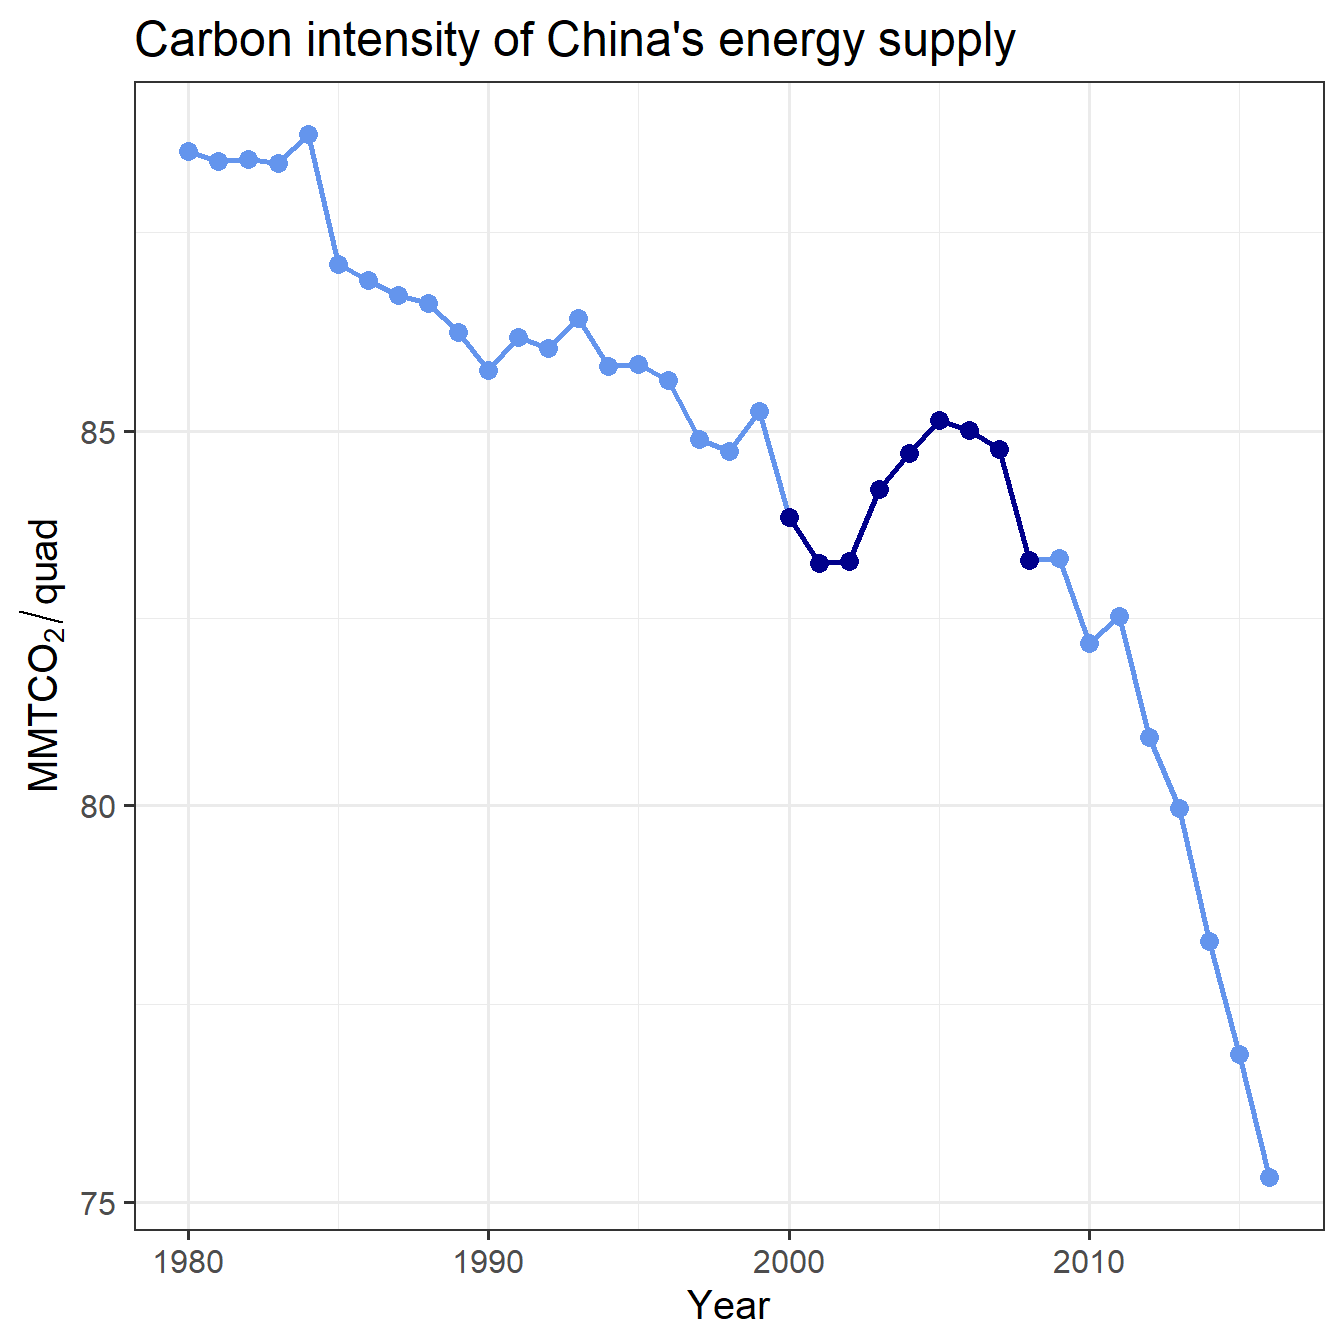 Carbon intensity of China's energy supply
MMTCO₂/ quad
85
80
75
1980
1990
2000
2010
Year